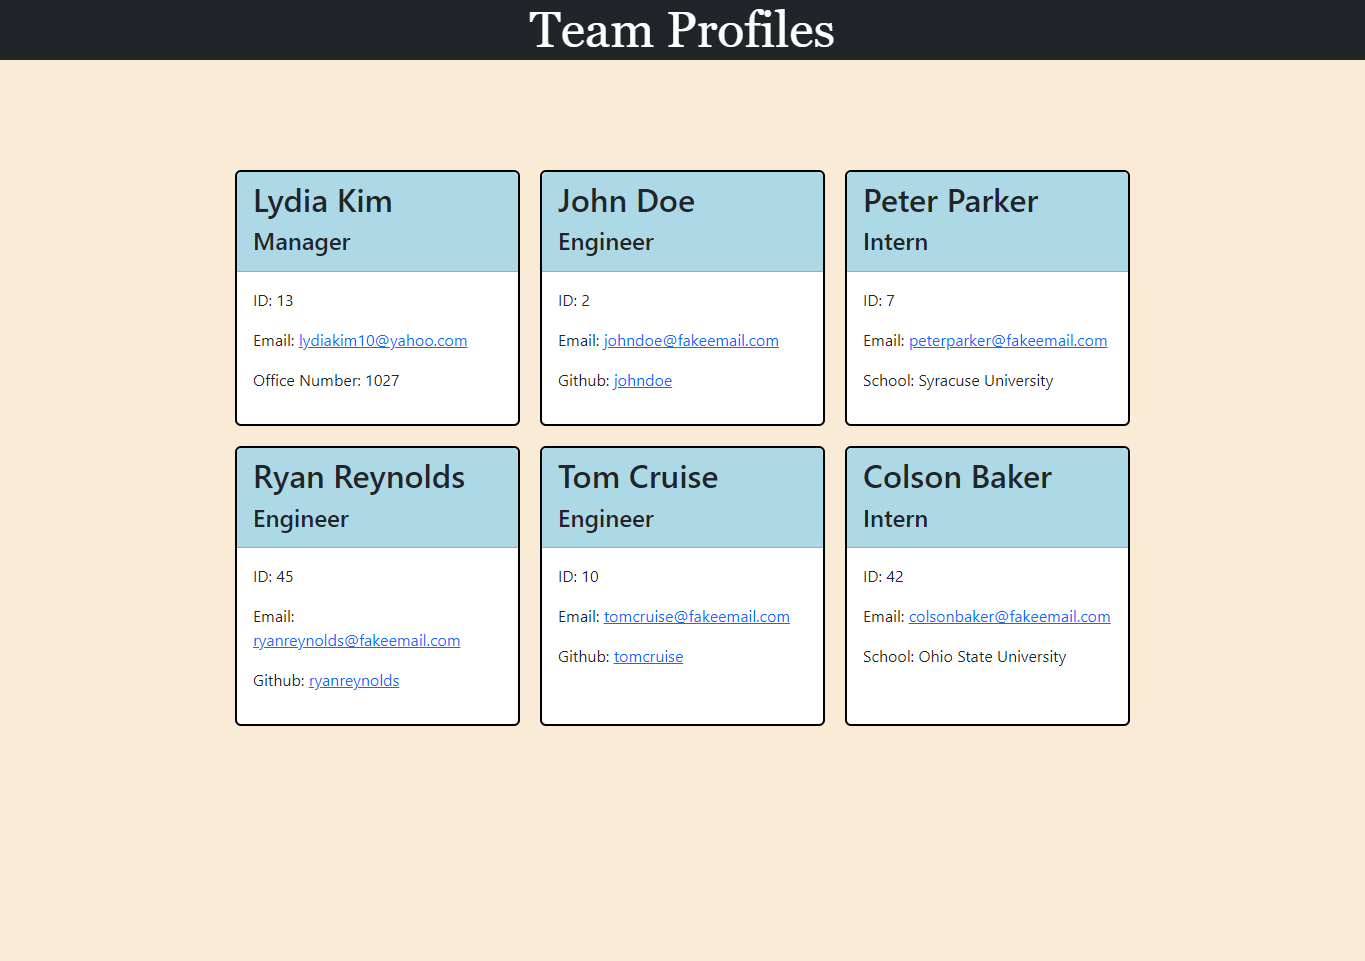 Team Profiles
Lydia Kim
Manager
ID: 13
Email: lydiakim10@yahoo.com
Office Number: 1027
John Doe
Engineer
ID: 2
Email: johndoe@fakeemail.com
Github: johndoe
Peter Parker
Intern
ID: 7
Email: peterparker@fakeemail.com
School: Syracuse University
Ryan Reynolds
Engineer
ID: 45
Email:
ryanreynolds@fakeemail.com
Github: ryanreynolds
Tom Cruise
Engineer
ID: 10
Email: tomcruise@fakeemail.com
Github: tomcruise
Colson Baker
Intern
ID: 42
Email: colsonbaker@fakeemail.com
School: Ohio State University